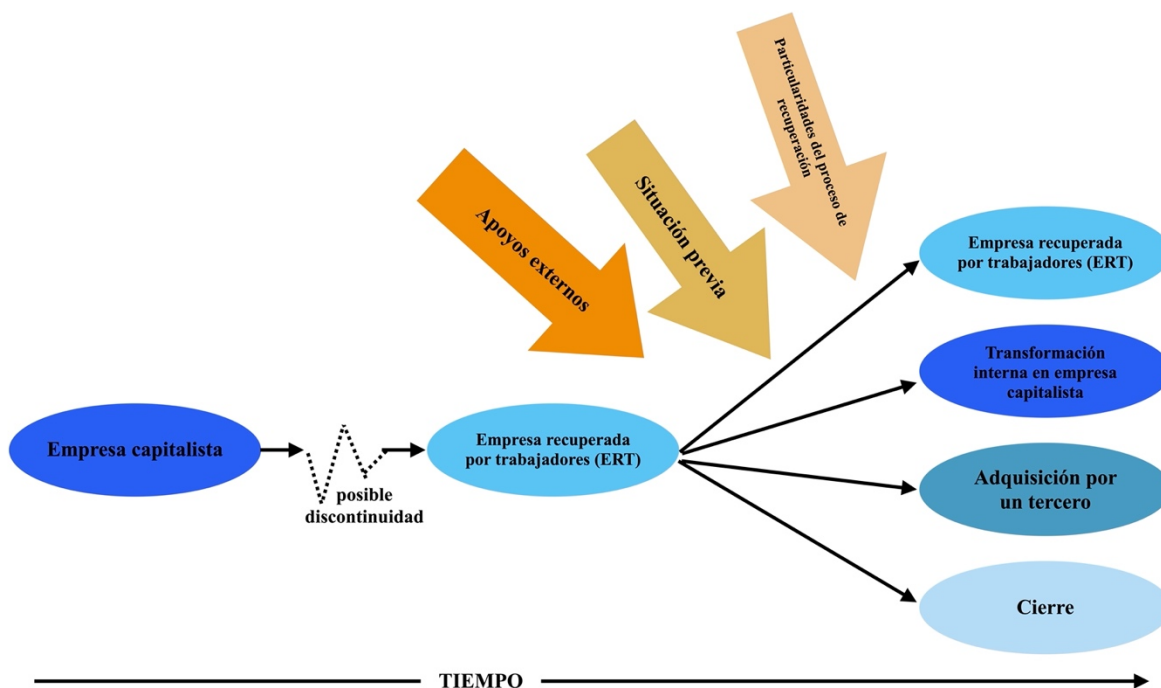 Particularidades del proceso de
recuperación
Situación previa
Apoyos externos
Empresa recuperada
por trabajadores (ERT)
Transformación
interna en empresa
capitalista
Empresa capitalista
posible
discontinuidad
Empresa recuperada
por trabajadores (ERT)
Adquisición por
un tercero
Cierre
TIEMPO